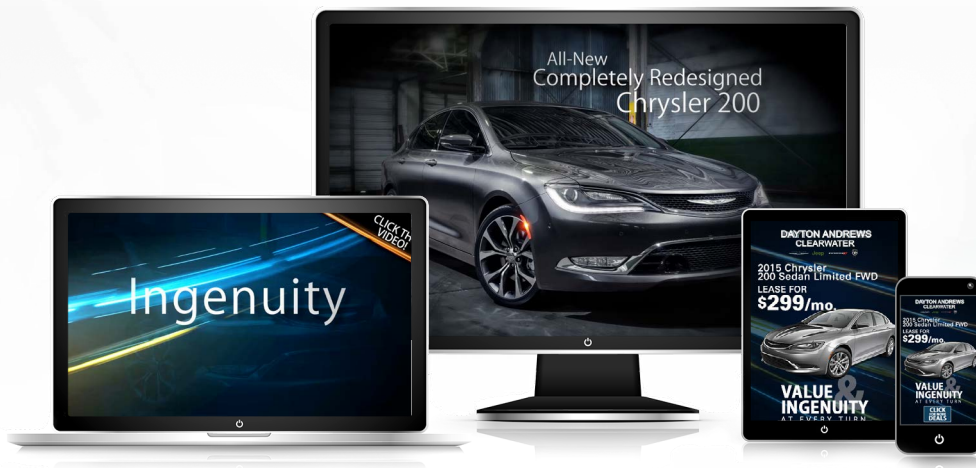 All-New
Completely Redesigned
Chrysler 200
CLICK TH
VIDEO!
Ingenuity
DAYTON ANDREWS
CLEARWATER
Jeep
2015 Chrysler
200 Sedan Limited FWD
LEASE FOR
$299/mo.
VALUE &
INGENUITY
AT EVERY TURN
DAYTON ANDREWS
CLEARWATER
2015 Chrysler
200 Sedan Limited FWD
LEASE FOR
$299/mo.
VALUE &
INGENUITY
AT EVERY TURN
CLICK
DEALS